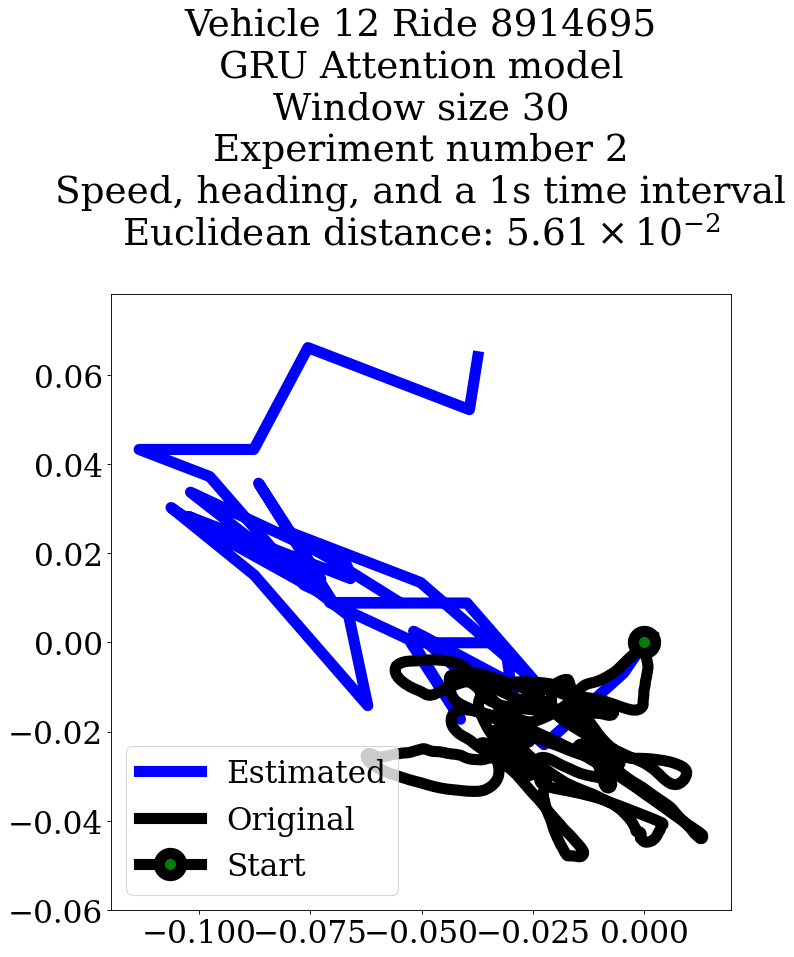 Vehicle 12 Ride 8914695
GRU Attention model
Window size 30
Experiment number 2
Speed, heading, and a 1s time interval
Euclidean distance: 5.61 × 10⁻²
0.06
0.04
0.02
0.00
−0.02
−0.04
−0.06
Estimated
Original
Start
−0.100 −0.075 −0.050 −0.025 0.000